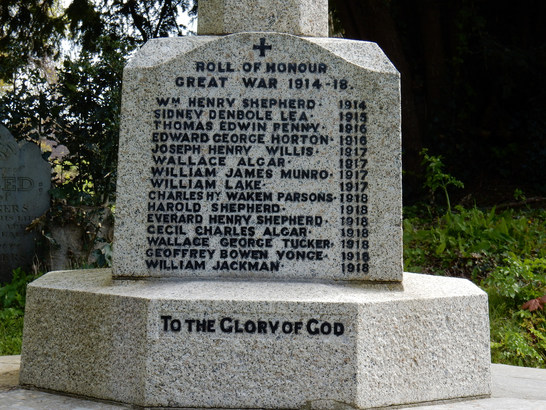 ROLL OF HONOUR
GREAT WAR 1914-18.
WM HENRY SHEPHERD. 1914
SIDNEY DENBOLE LEA. 1915
THOMAS EDWIN PENNY. 1916
EDWARD GEORGE HORTON. 1916
JOSEPH HENRY WILLIS. 1917
WALLACE ALGAR. 1917
WILLIAM JAMES MUNRO. 1917
WILLIAM LAKE. 1917
CHARLES HY WAKEM PARSONS. 1918
HAROLD SHEPHERD. 1918
EVERARD HENRY SHEPHERD. 1918
CECIL CHARLES ALGAR. 1918
WALLACE GEORGE TUCKER. 1918
GEOFFREY BOWEN YONGE. 1918
WILLIAM JACKMAN. 1918
TO THE GLORY OF GOD